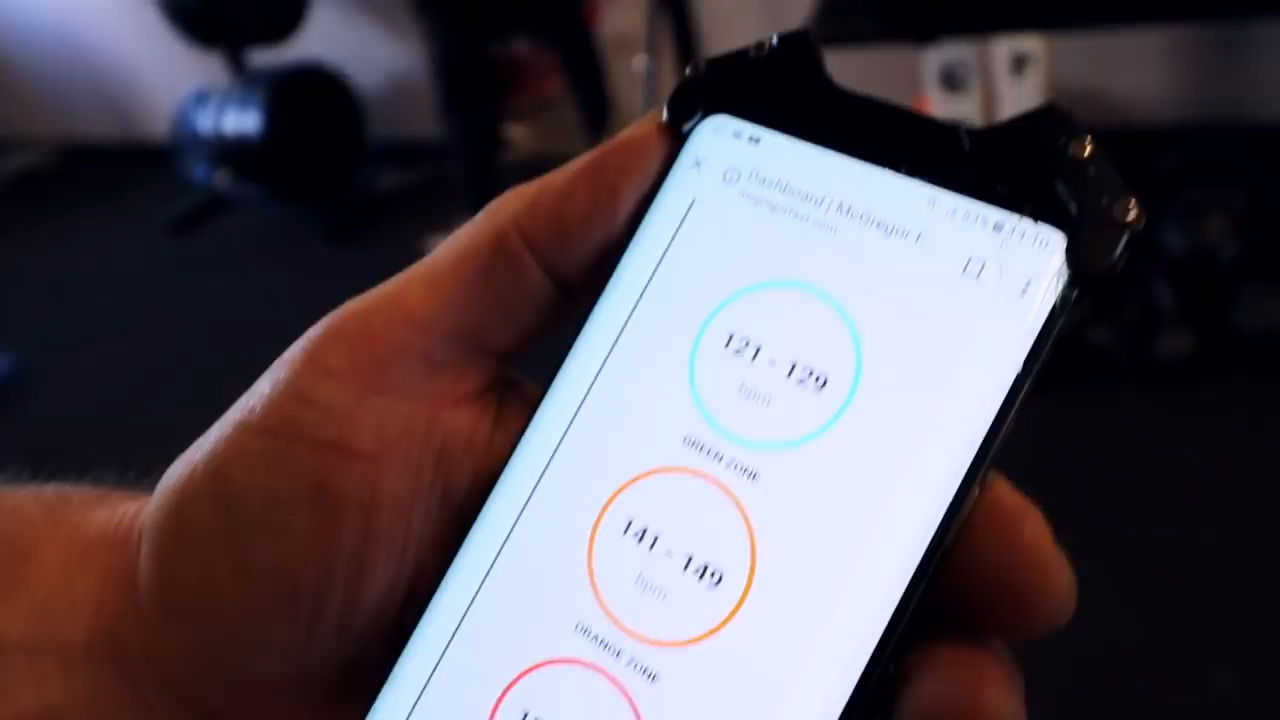 Dashboard | McGregor F
121 - 129
bpm
GREEN ZONE
141 - 149
bpm
ORANGE ZONE